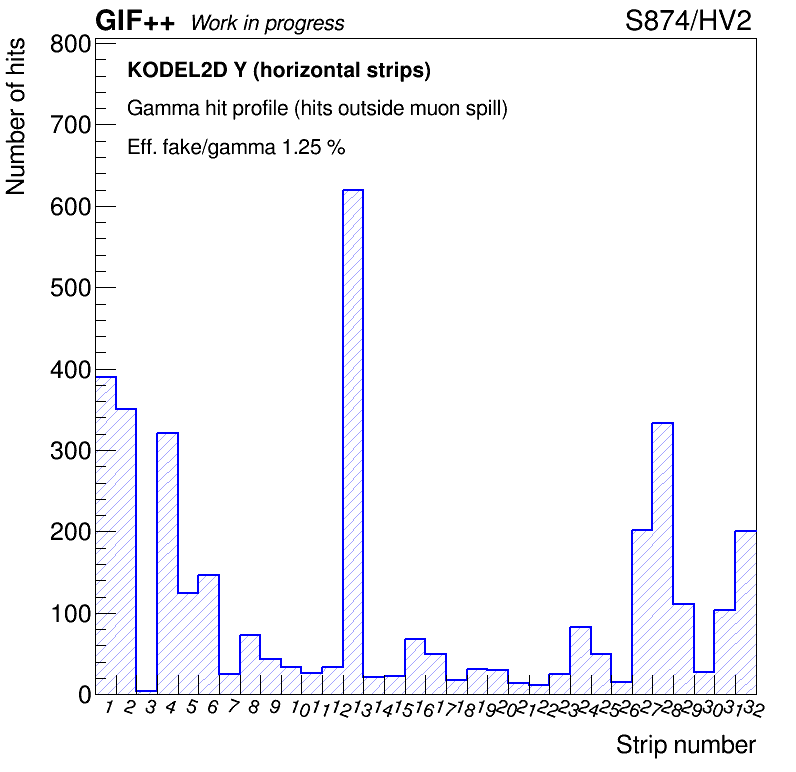 GIF++ Work in progress S874/HV2
Number of hits
KODEL2D Y (horizontal strips)
Gamma hit profile (hits outside muon spill)
Eff. fake/gamma 1.25 %
800
700
600
500
400
300
200
100
0
1 2 3 4 5 6 7 8 9 10 11 12 13 14 15 16 17 18 19 20 21 22 23 24 25 26 27 28 29 30 31 32
Strip number